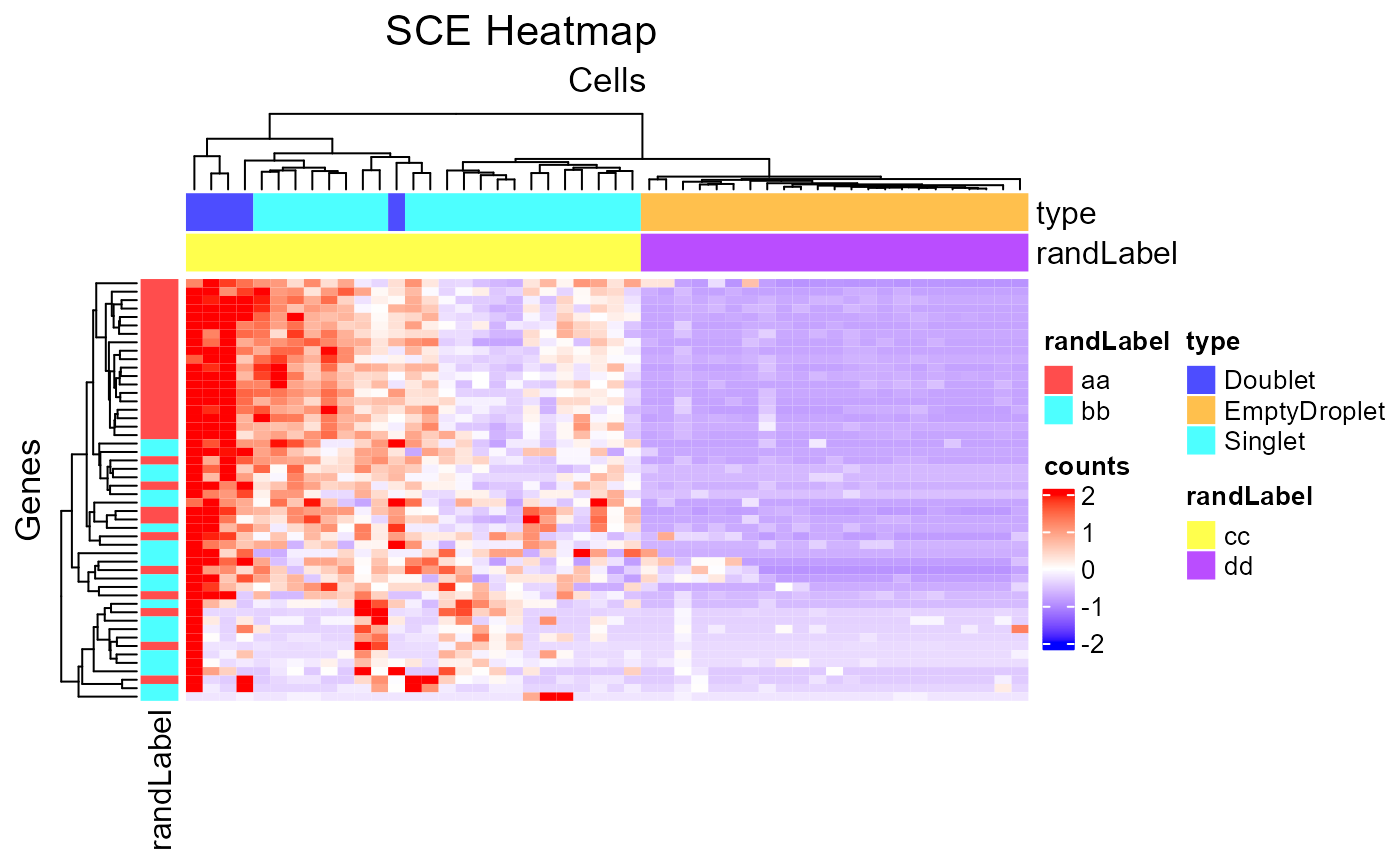 SCE Heatmap
Cells
type
randLabel
Genes
randLabel
randLabel
aa
bb
counts
2
1
0
-1
-2
type
Doublet
EmptyDroplet
Singlet
randLabel
cc
dd